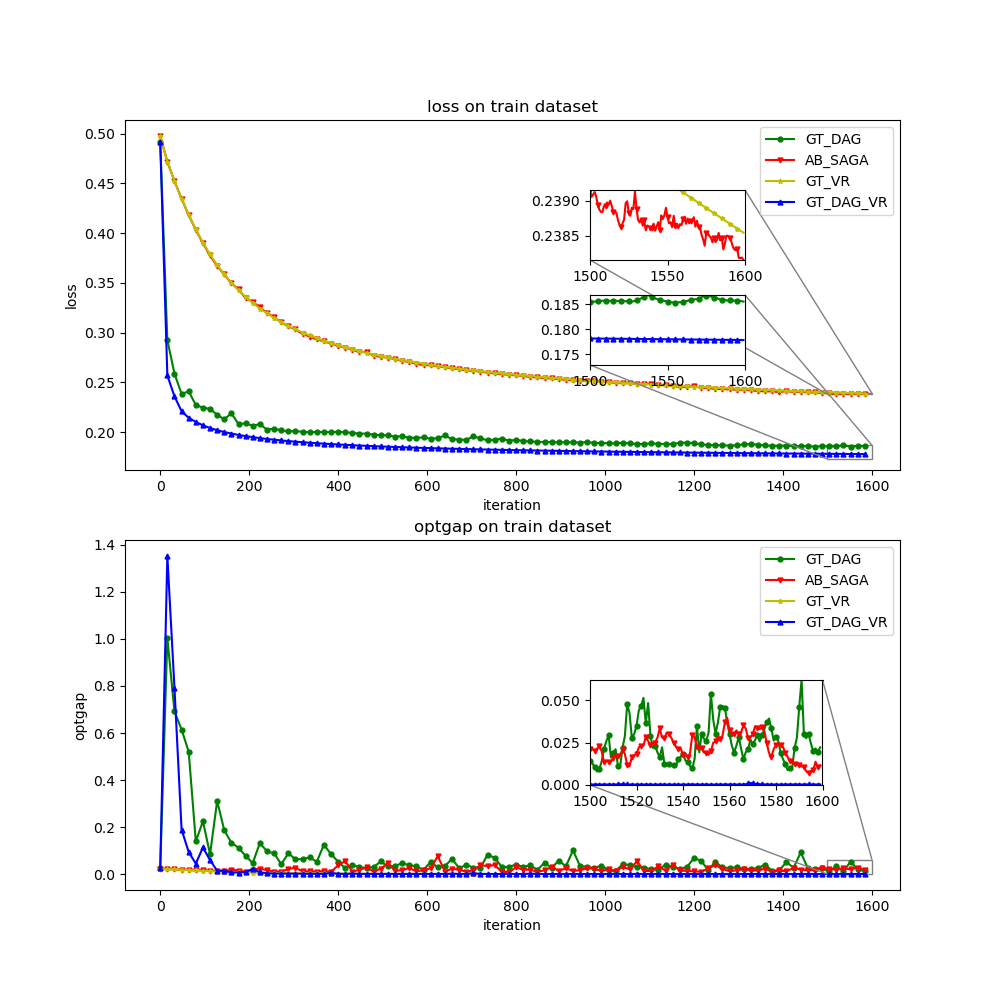 loss on train dataset
0.50
0.45
0.40
0.35
0.30
0.25
0.20
loss
GT_DAG
AB_SAGA
GT_VR
GT_DAG_VR
0.2390
0.2385
1500 1550 1600
0.185
0.180
0.175
1500 1550 1600
0 200 400 600 800 1000 1200 1400 1600
iteration
optgap on train dataset
1.4
1.2
1.0
0.8
0.6
0.4
0.2
0.0
optgap
GT_DAG
AB_SAGA
GT_VR
GT_DAG_VR
0.050
0.025
0.000
1500 1520 1540 1560 1580 1600
0 200 400 600 800 1000 1200 1400 1600
iteration